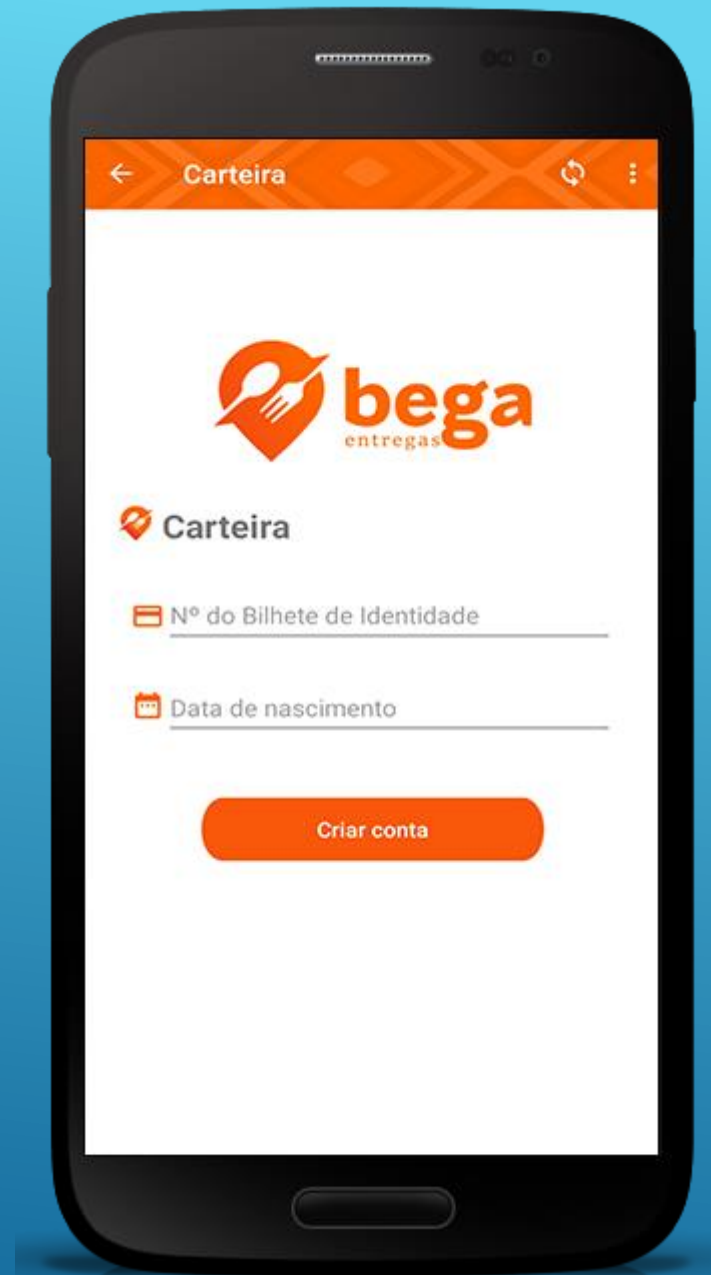 Carteira
bega
entregas
Carteira
Nº do Bilhete de Identidade
Data de nascimento
Criar conta